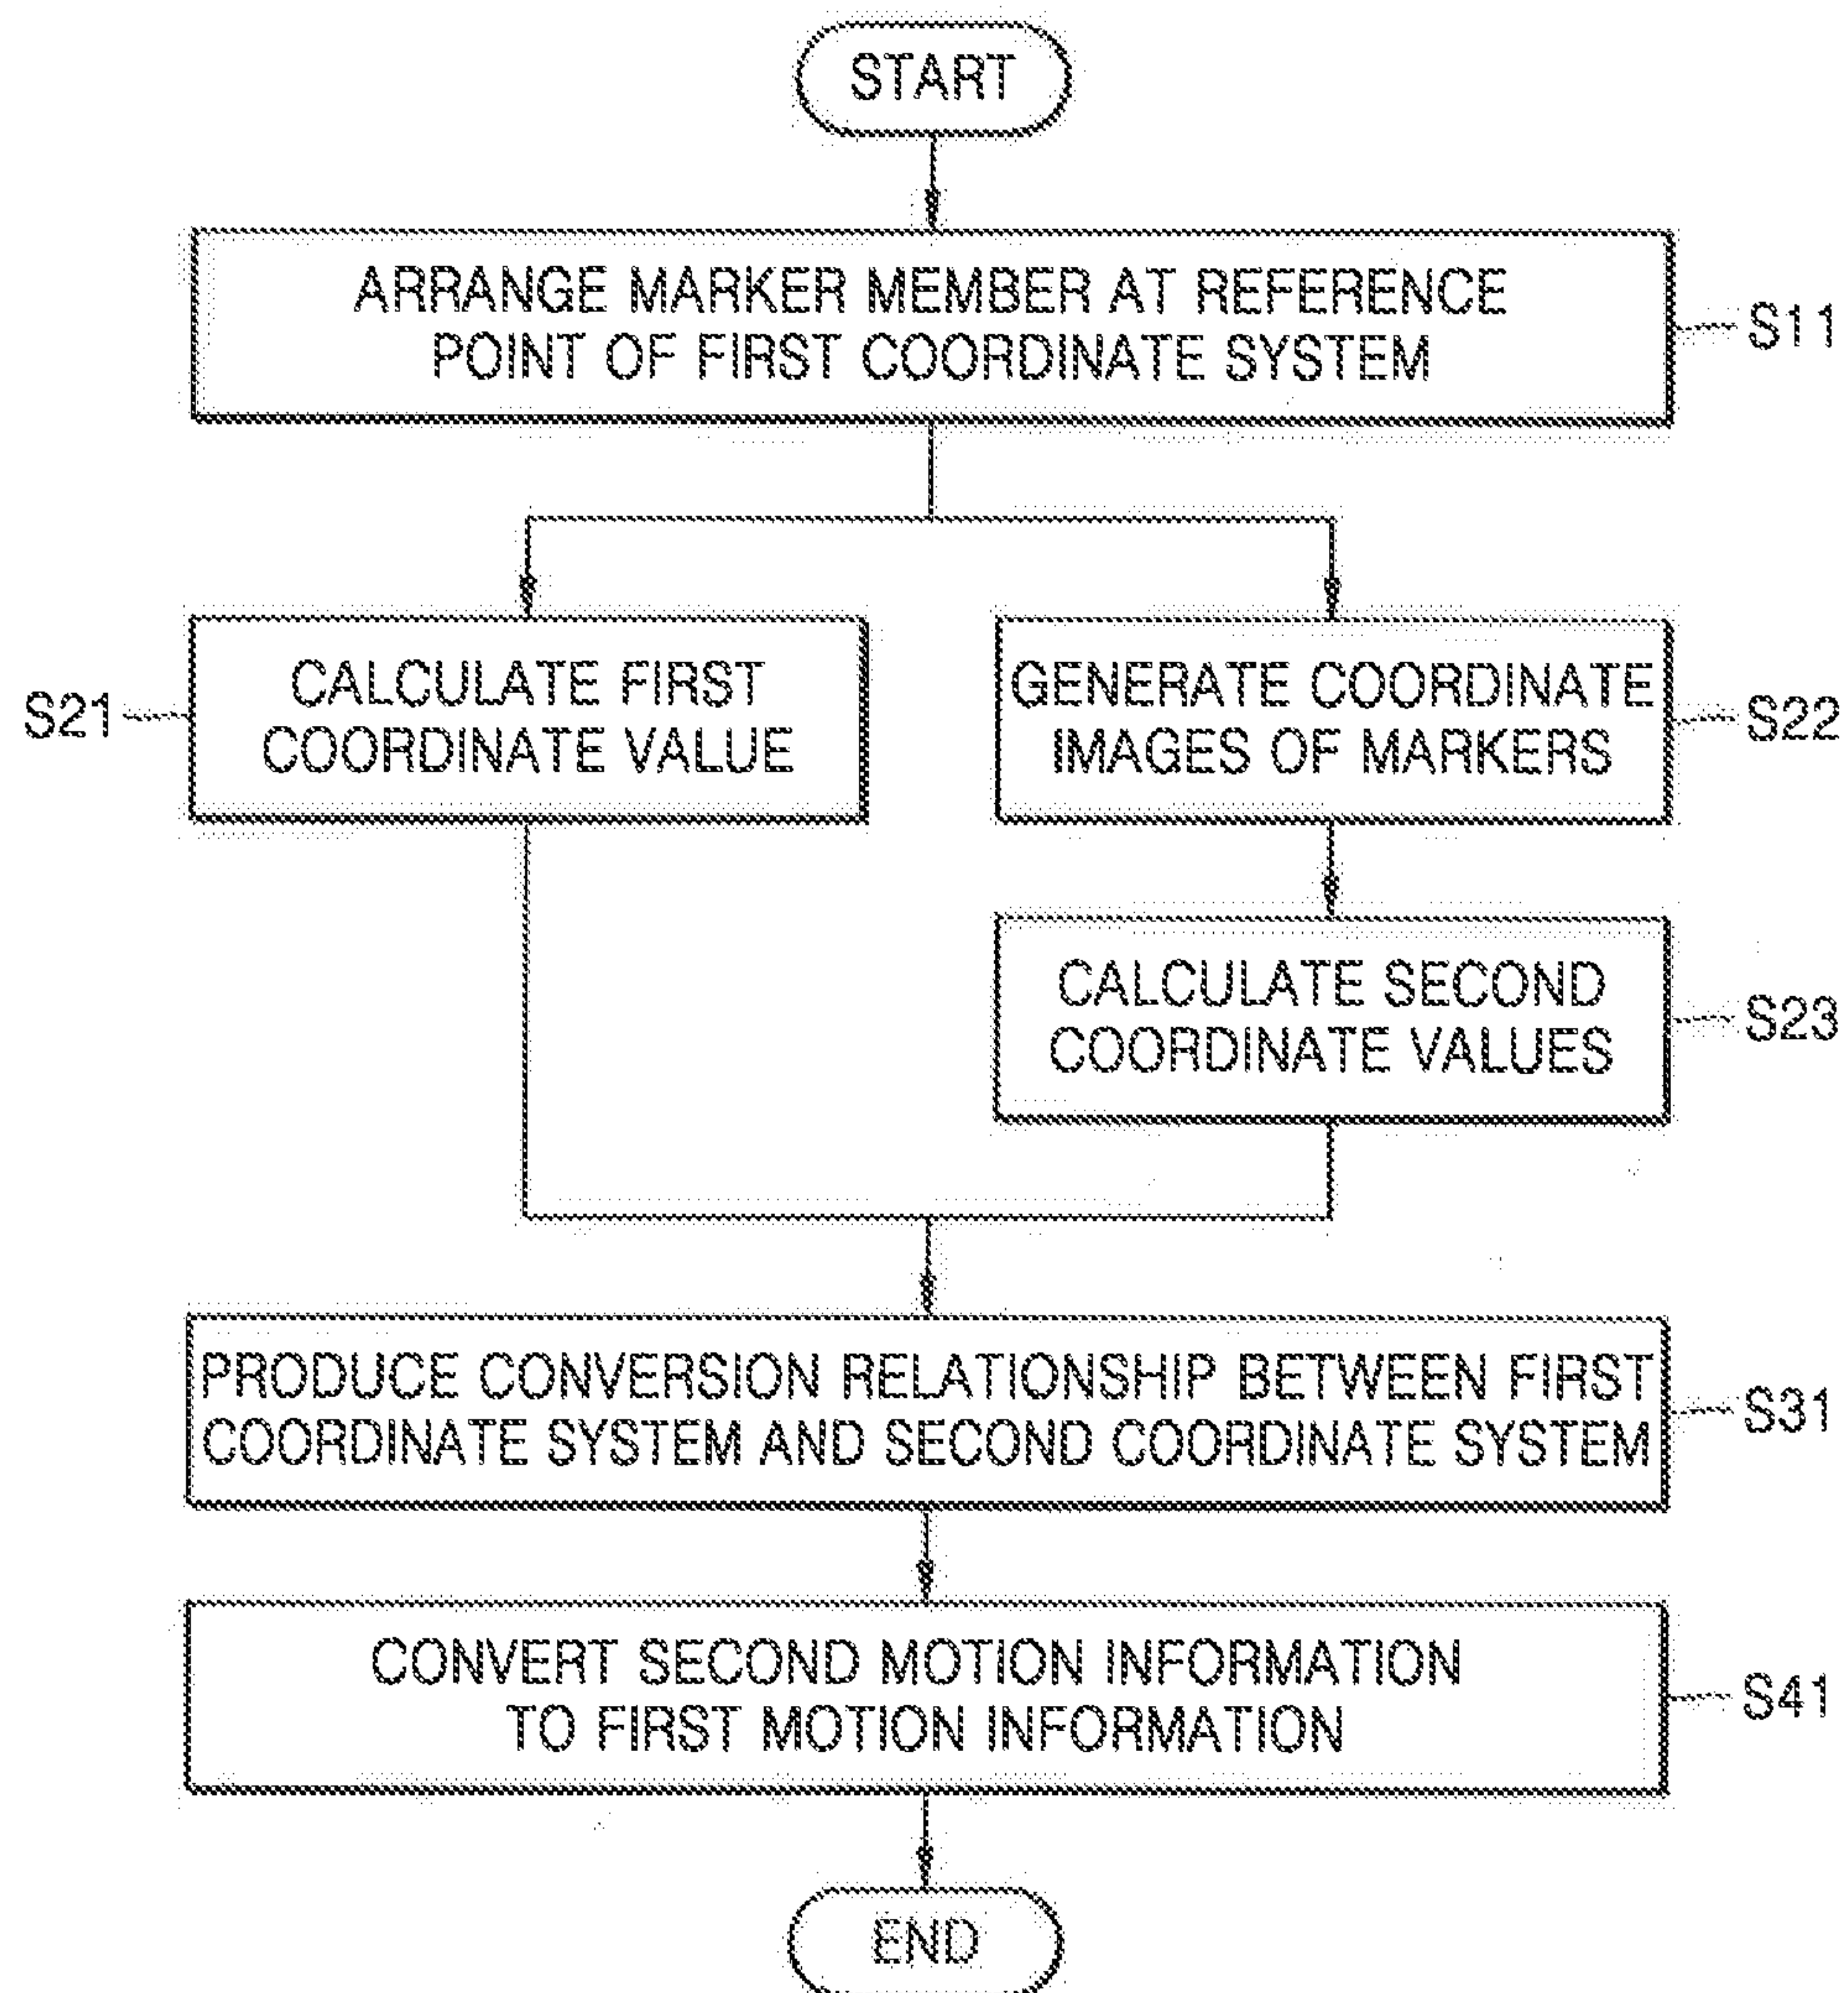 START
ARRANGE MARKER MEMBER AT REFERENCE
POINT OF FIRST COORDINATE SYSTEM
S11
S21
CALCULATE FIRST
COORDINATE VALUE
GENERATE COORDINATE
IMAGES OF MARKERS
S22
CALCULATE SECOND
COORDINATE VALUES
S23
PRODUCE CONVERSION RELATIONSHIP BETWEEN FIRST
COORDINATE SYSTEM AND SECOND COORDINATE SYSTEM
S31
CONVERT SECOND MOTION INFORMATION
TO FIRST MOTION INFORMATION
S41
END